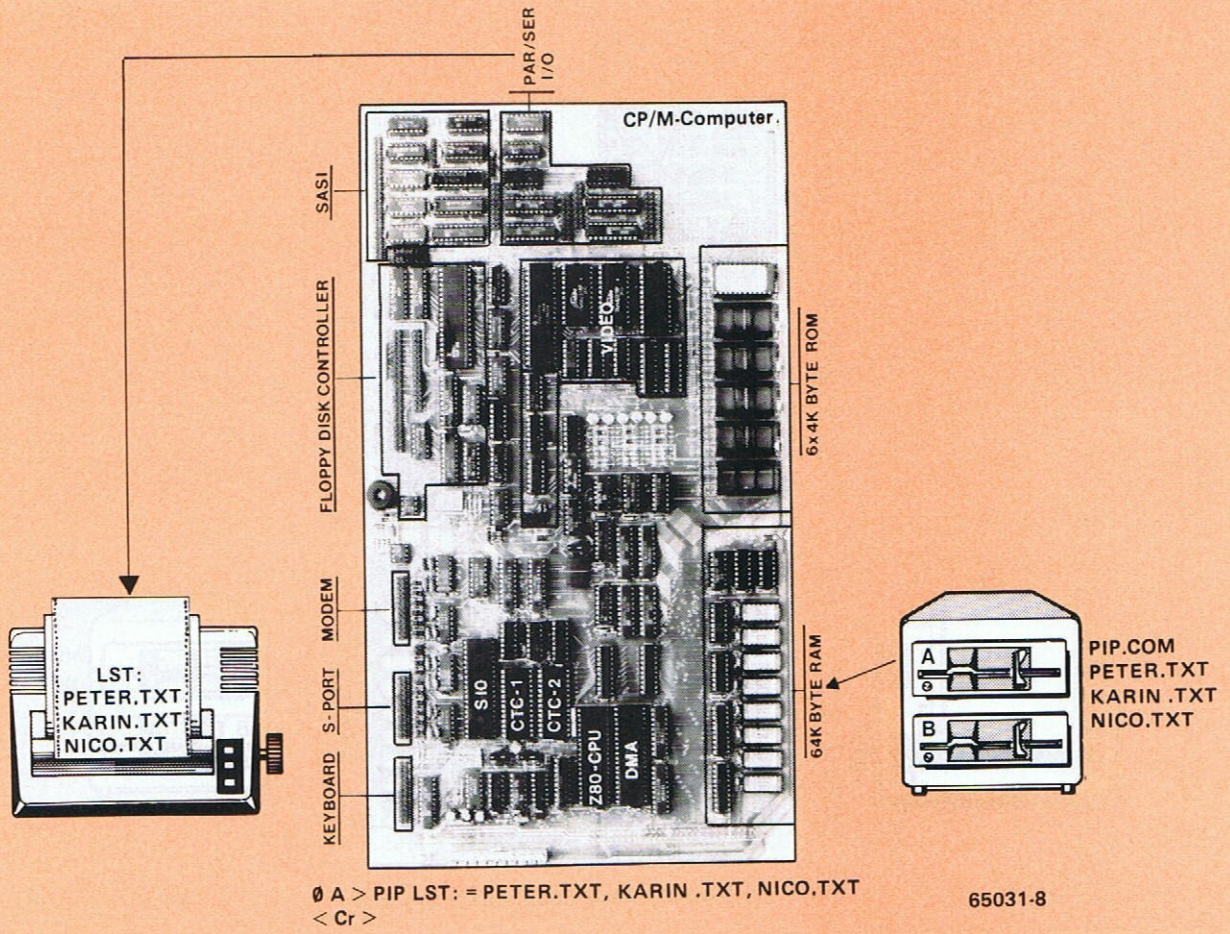 PAR/SER
I/O
CP/M-Computer.
SASI
FLOPPY DISK CONTROLLER
VIDEO
6x4K BYTE ROM
MODEM
S-PORT
KEYBOARD
SIO
CTC-1
CTC-2
Z80-CPU
DMA
64K BYTE RAM
LST:
PETER.TXT
KARIN.TXT
NICO.TXT
A
B
PIP.COM
PETER.TXT
KARIN .TXT
NICO.TXT
Ø A > PIP LST: = PETER.TXT, KARIN .TXT, NICO.TXT
< Cr >
65031-8